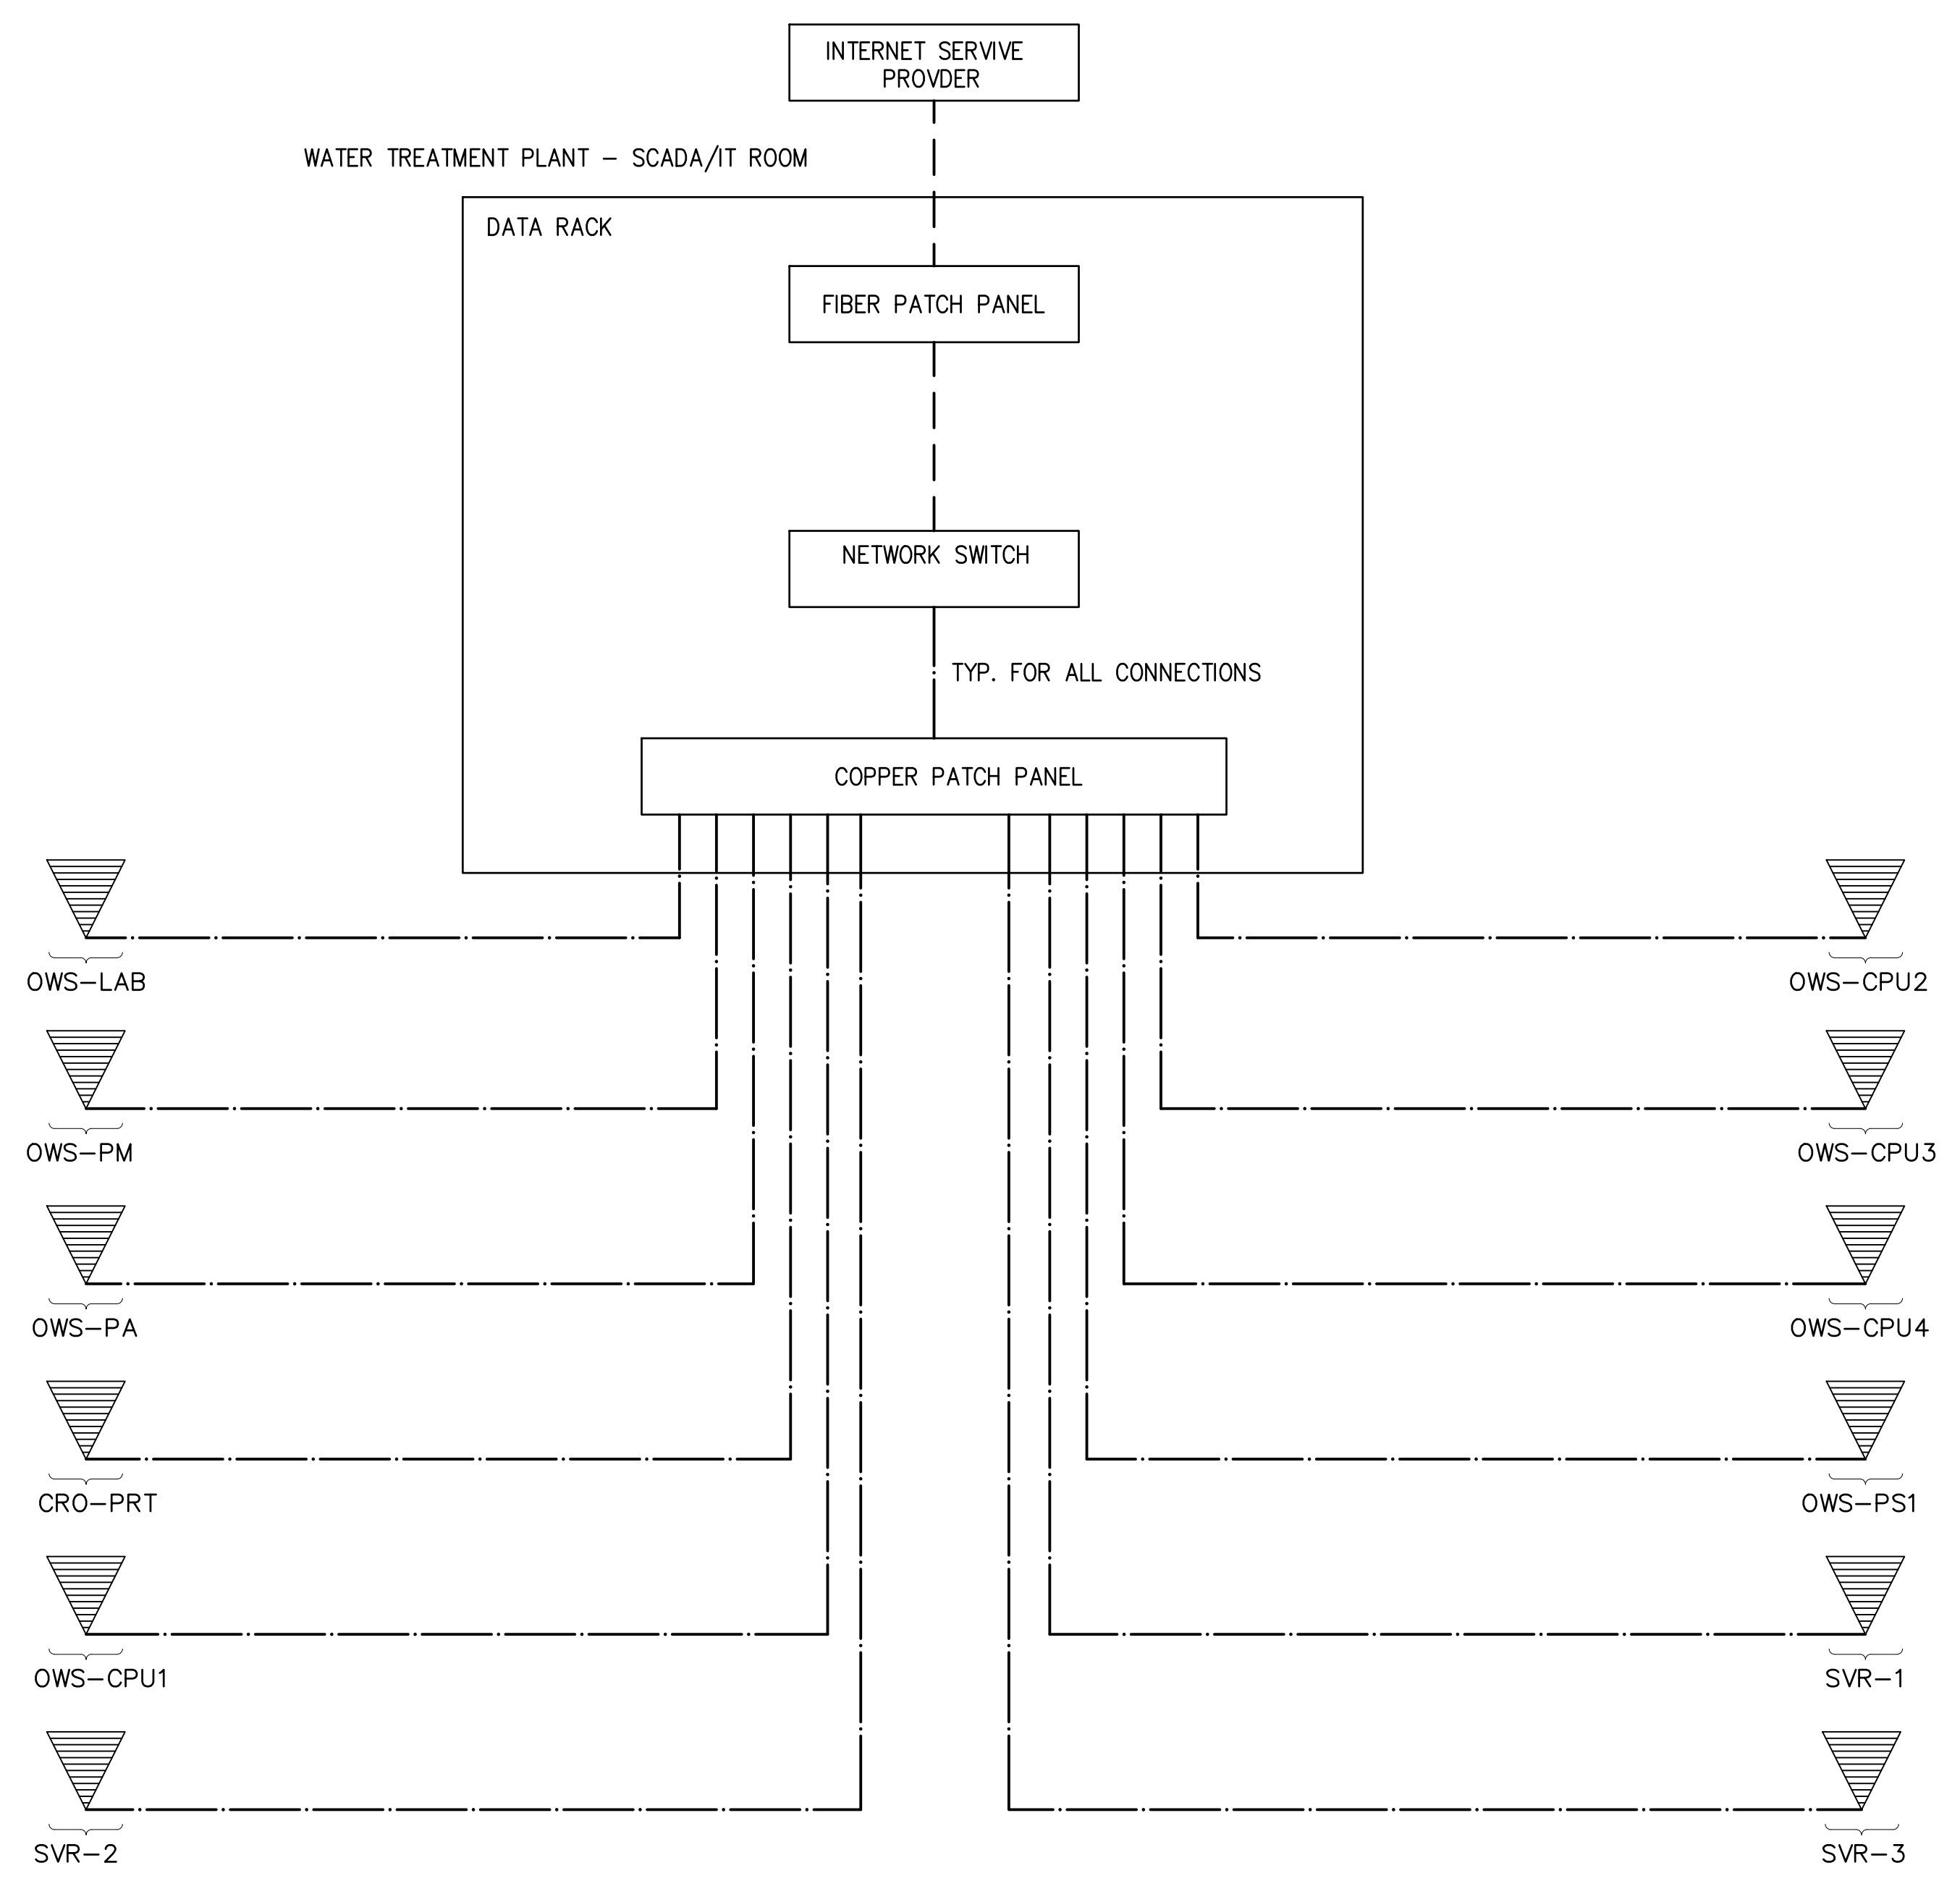 INTERNET SERVIVE
PROVDER
WATER TREATMENT PLANT - SCADA/IT ROOM
DATA RACK
FIBER PATCH PANEL
NETWORK SWITCH
TYP. FOR ALL CONNECTIONS
COPPER PATCH PANEL
OWS-LAB
OWS-CPU2
OWS-PM
OWS-CPU3
OWS-PA
OWS-CPU4
CRO-PRT
OWS-PS1
OWS-CPU1
SVR-1
SVR-2
SVR-3